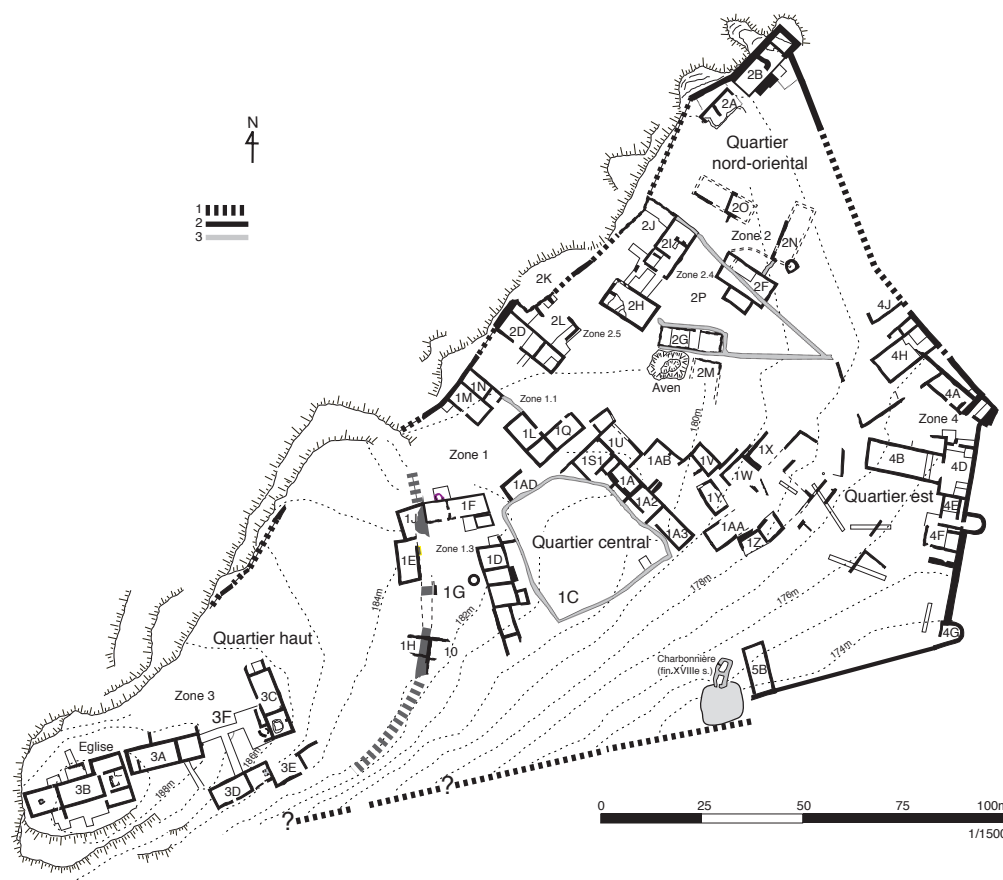 2B
2A
Quartier
nord-oriental
N
1
2
3
2O
2J
Zone 2
2N
2I
Zone 2.4
2F
2K
2P
2H
4J
2L
2D
Zone 2.5
2G
4H
Aven
2M
1N
1M
Zone 1.1
4A
180m
Zone 4
1L
1Q
1U
Zone 1
1S1
1AB
1V
1X
4B
4D
1AD
1A
1W
1A2
1Y
Quartier est
4E
1J
1F
1A3
1AA
1Z
4F
Quartier central
1E
Zone 1.3
1D
178m
184m
1G
1C
176m
182m
4G
Quartier haut
1H
10
174m
Charbonnière
(fin.XVIIIe s.)
5B
Zone 3
3C
3F
Eglise
3A
186m
3E
3B
188m
3D
?
?
0
25
50
75
100m
1/1500